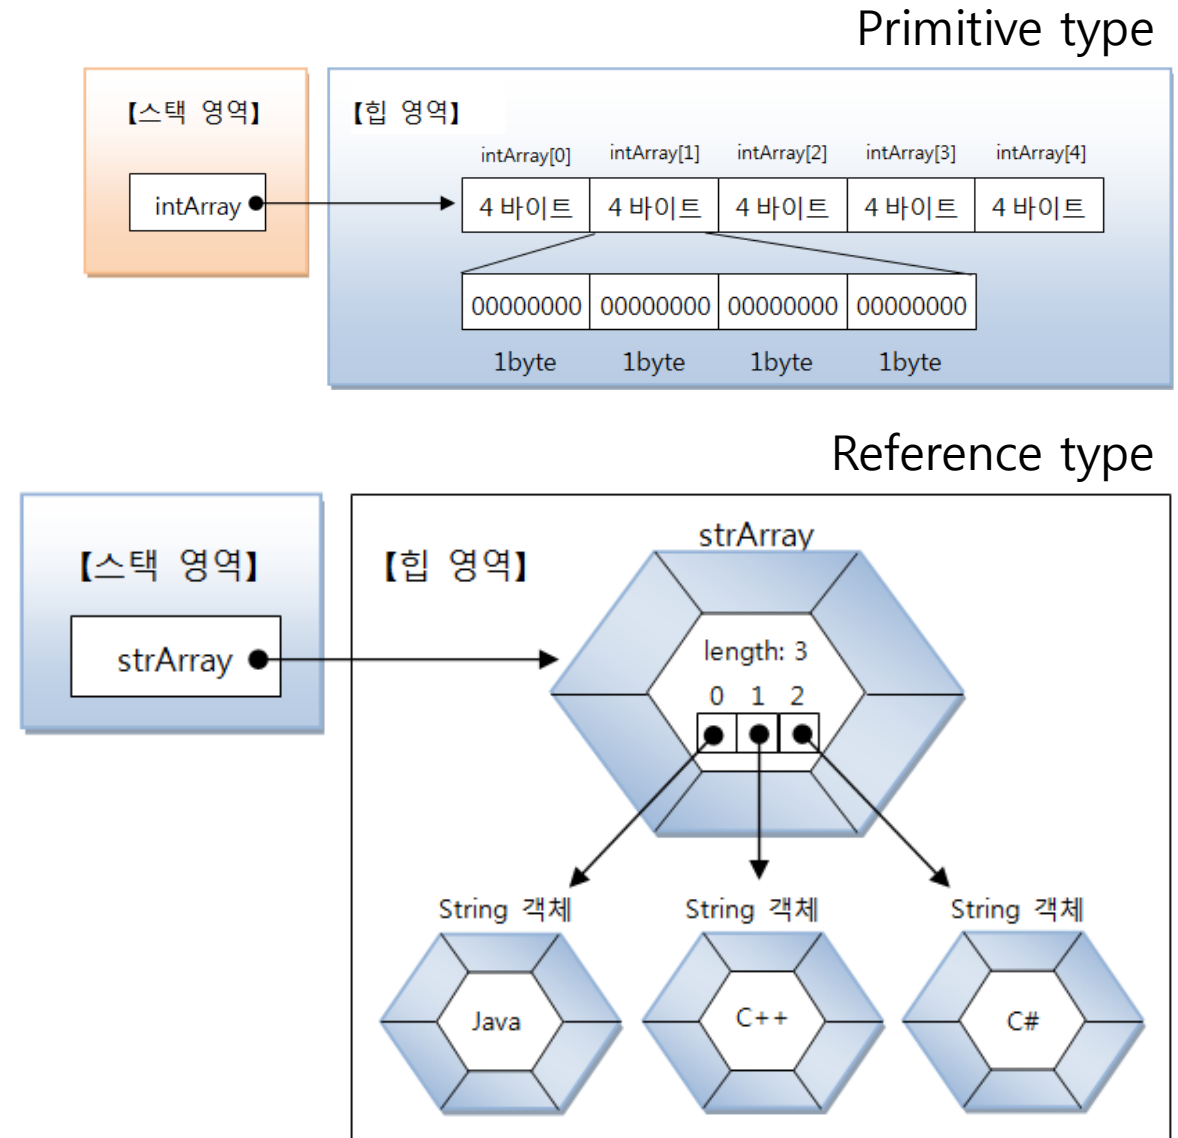 Primitive type
【스택 영역】
【힙 영역】
intArray[0] intArray[1] intArray[2] intArray[3] intArray[4]
intArray
4 바이트 4 바이트 4 바이트 4 바이트 4 바이트
00000000 00000000 00000000 00000000
1byte 1byte 1byte 1byte
Reference type
【스택 영역】
【힙 영역】
strArray
strArray
length: 3
0 1 2
String 객체 String 객체 String 객체
Java C++ C#